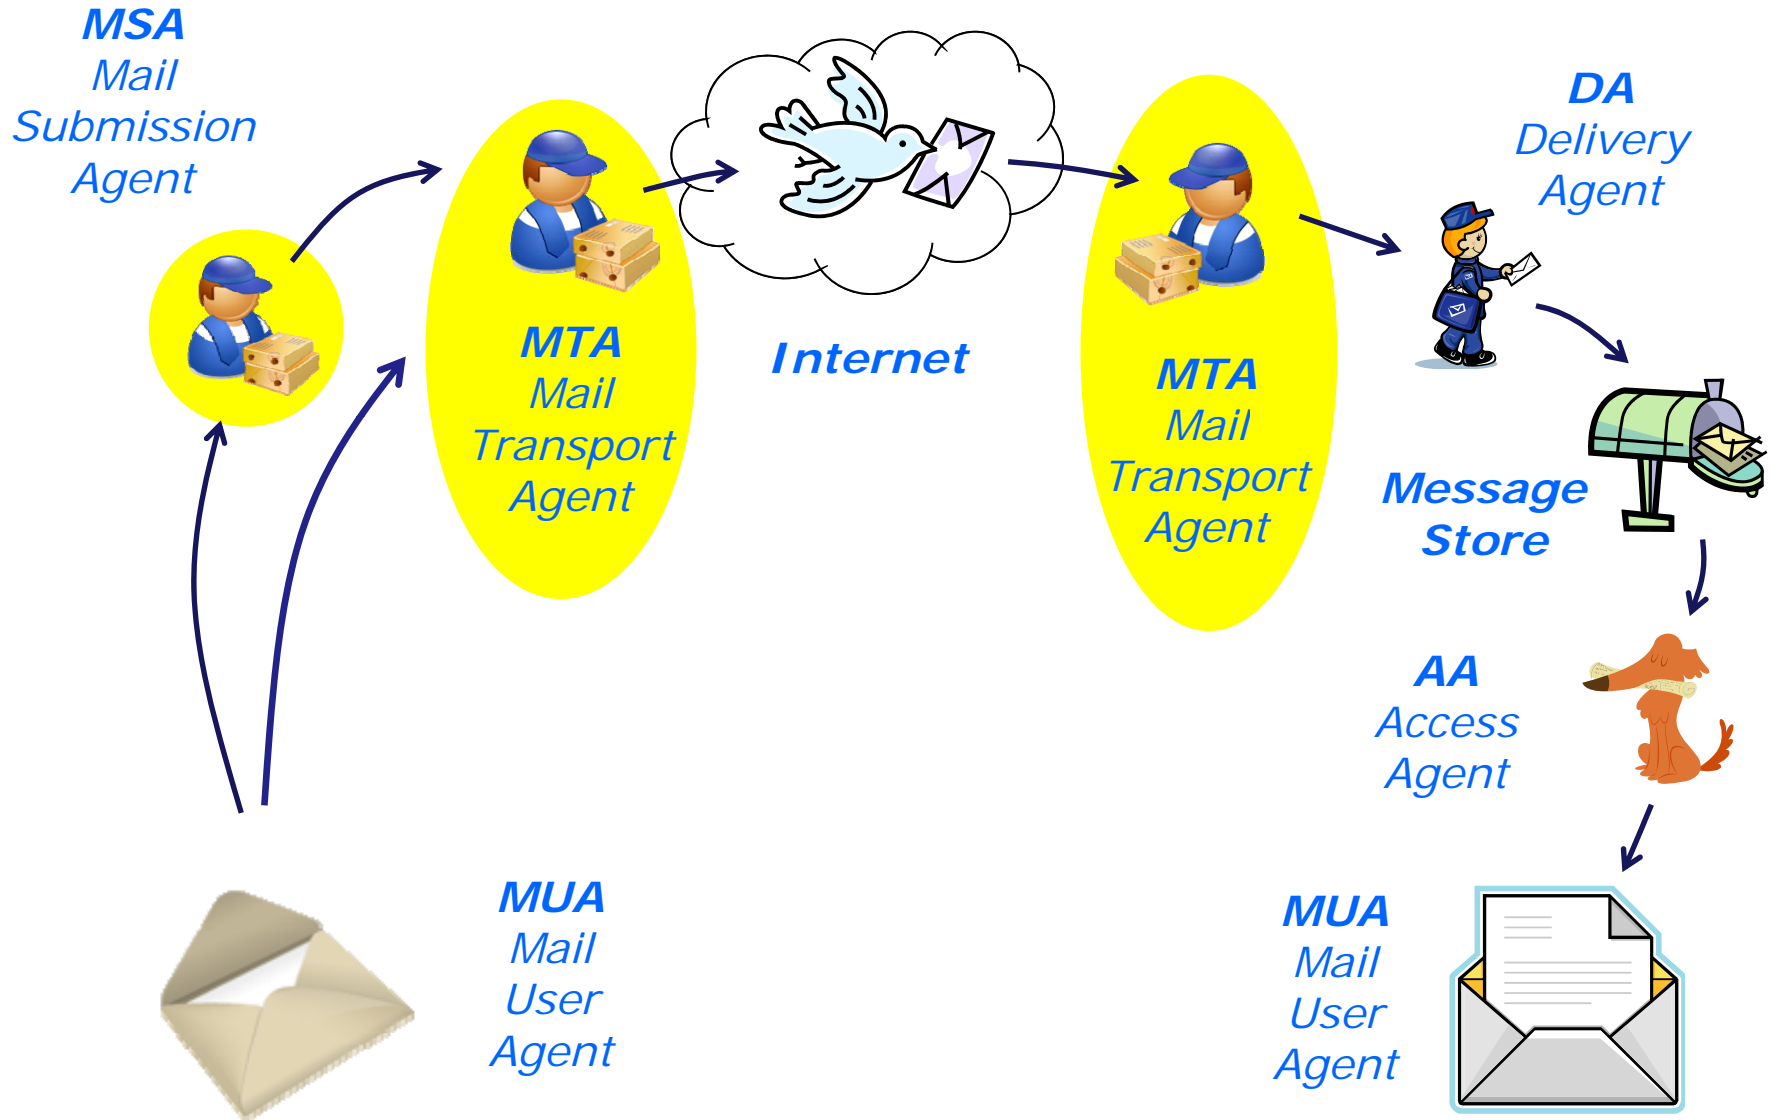 MSA
Mail
Submission
Agent
MTA
Mail
Transport
Agent
Internet
MTA
Mail
Transport
Agent
DA
Delivery
Agent
Message
Store
AA
Access
Agent
MUA
Mail
User
Agent
MUA
Mail
User
Agent